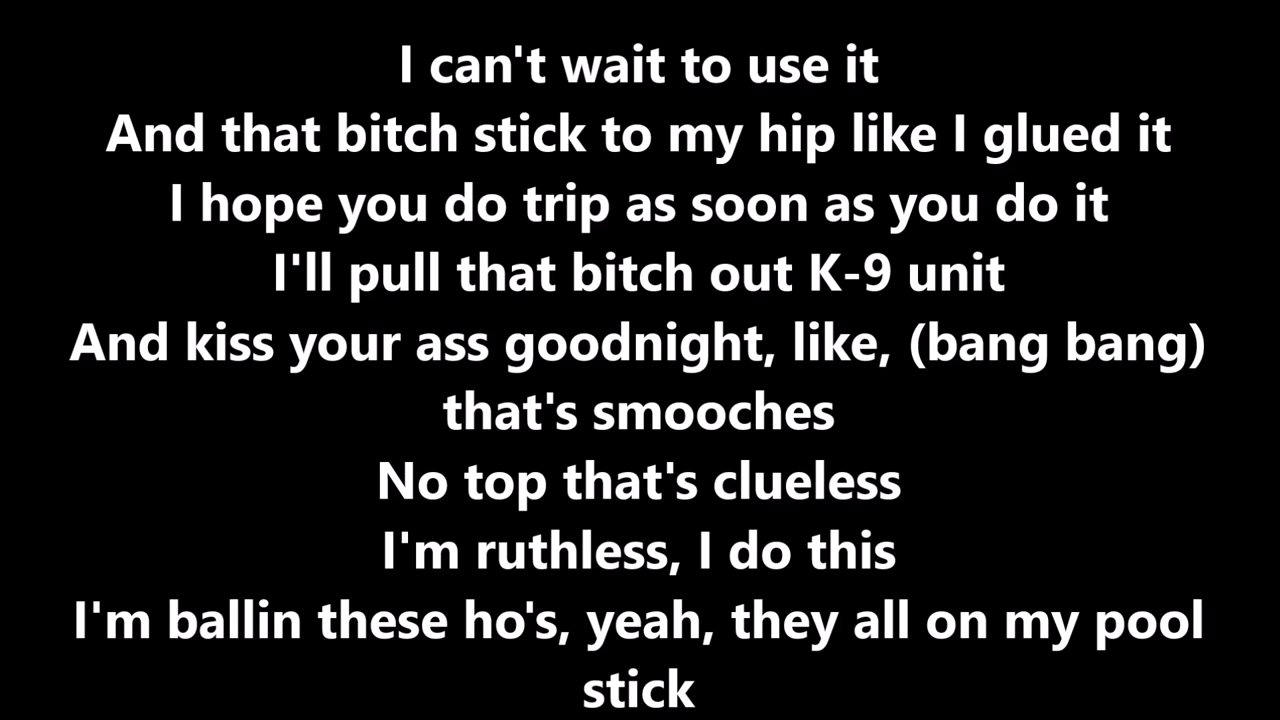 I can't wait to use it
And that bitch stick to my hip like I glued it
I hope you do trip as soon as you do it
I'll pull that bitch out K-9 unit
And kiss your ass goodnight, like, (bang bang)
that's smooches
No top that's clueless
I'm ruthless, I do this
I'm ballin these ho's, yeah, they all on my pool
stick